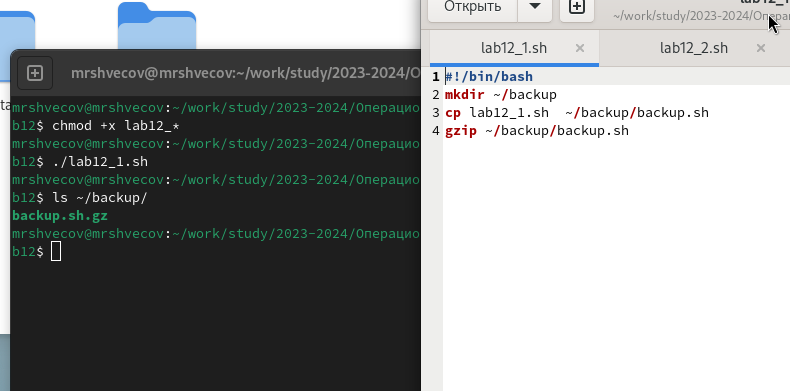 mrshvecov@mrshvecov:~/work/study/2023-2024/О
mrshvecov@mrshvecov:~/work/study/2023-2024/Операцио
b12$ chmod +x lab12_*
mrshvecov@mrshvecov:~/work/study/2023-2024/Операцио
b12$ ./lab12_1.sh
mrshvecov@mrshvecov:~/work/study/2023-2024/Операцио
b12$ ls ~/backup/
backup.sh.gz
mrshvecov@mrshvecov:~/work/study/2023-2024/Операцио
b12$
Открыть
~/work/study/2023-2024/Опера
lab12_1.sh ×
lab12_2.sh ×
1 #!/bin/bash
2 mkdir ~/backup
3 cp lab12_1.sh  ~/backup/backup.sh
4 gzip ~/backup/backup.sh